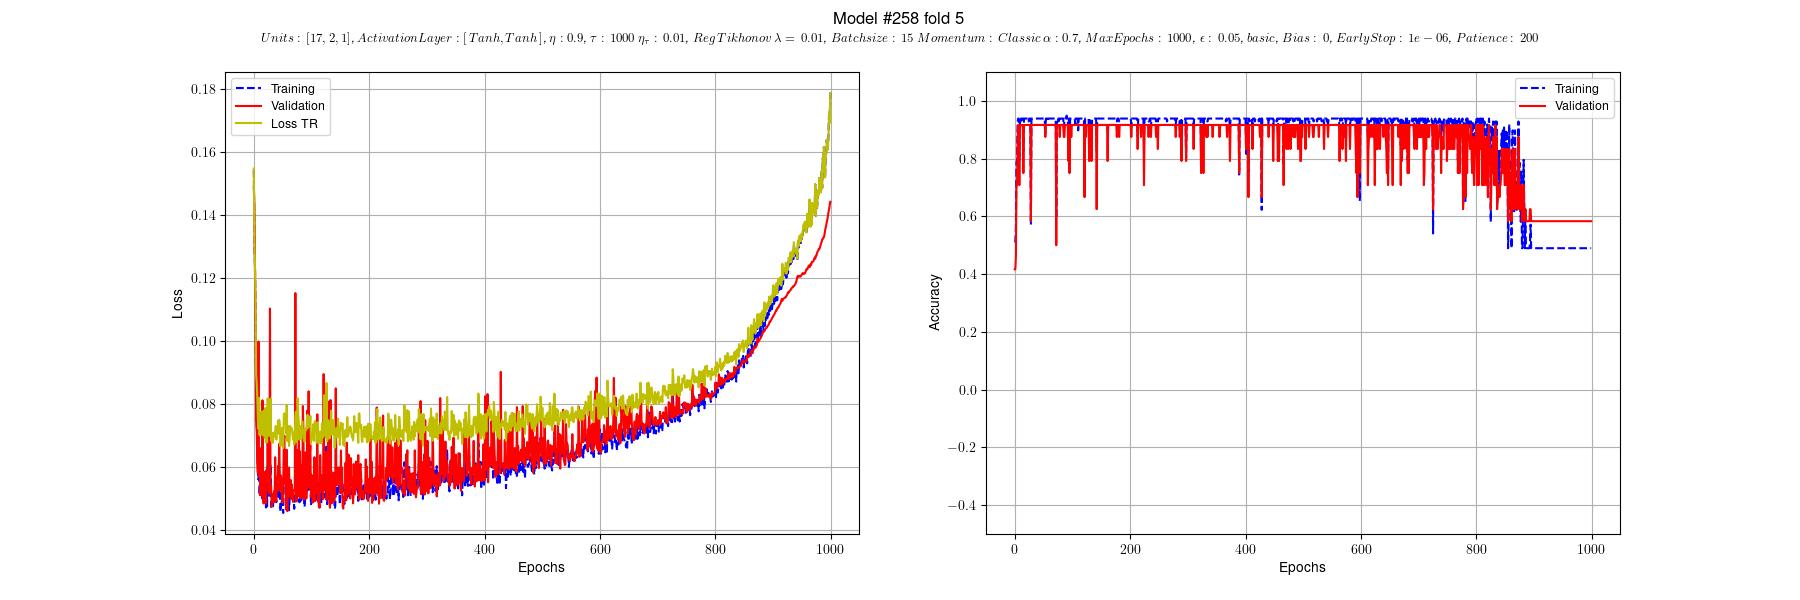 Model #258 fold 5
Units : [17, 2, 1], ActivationLayer : [Tanh, Tanh], η : 0.9, τ : 1000 ητ : 0.01, RegTikhonov λ = 0.01, Batchsize : 15 Momentum : Classic α : 0.7, MaxEpochs : 1000, ϵ : 0.05, basic, Bias : 0, EarlyStop : 1e − 06, Patience : 200
Loss
0.18
0.16
0.14
0.12
0.10
0.08
0.06
0.04
Training
Validation
Loss TR
0 200 400 600 800 1000
Epochs
Accuracy
1.0
0.8
0.6
0.4
0.2
0.0
−0.2
−0.4
Training
Validation
0 200 400 600 800 1000
Epochs